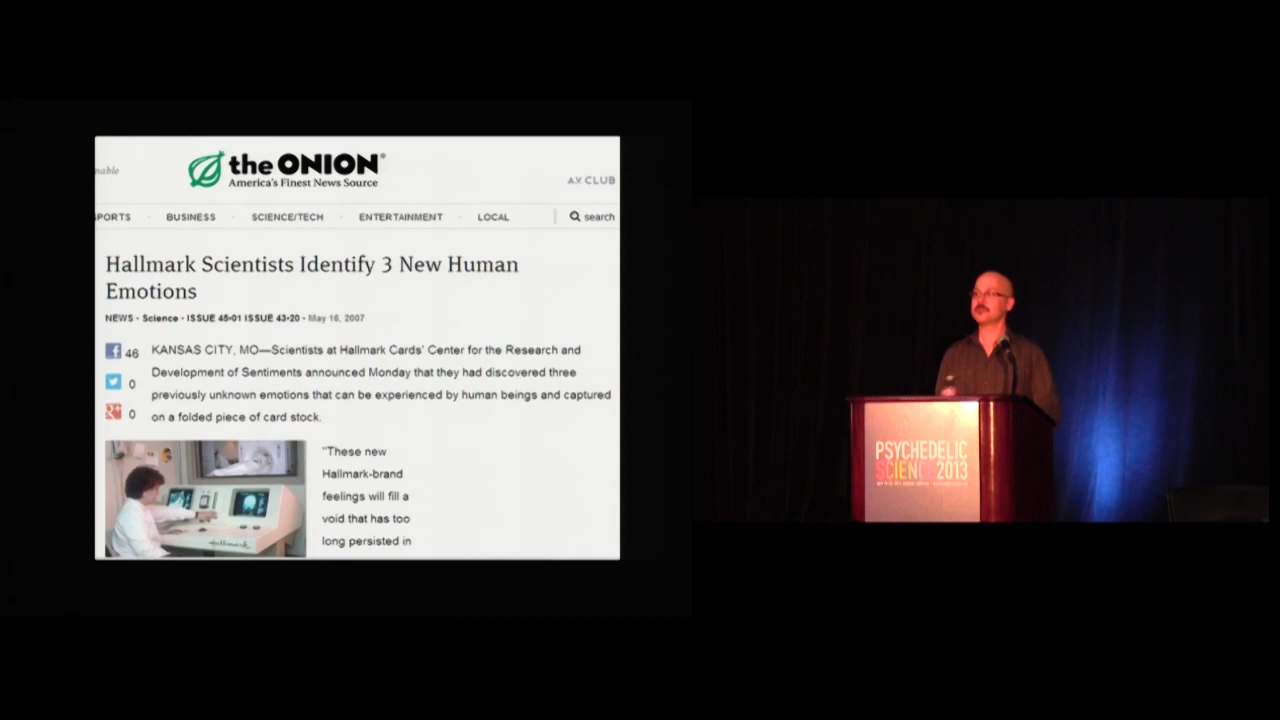 nable
the ONION®
America's Finest News Source
A.V. CLUB
SPORTS · BUSINESS · SCIENCE/TECH · ENTERTAINMENT · LOCAL
search
Hallmark Scientists Identify 3 New Human
Emotions
NEWS • Science • ISSUE 45•01 ISSUE 43•20 • May 16, 2007
46
0
0
KANSAS CITY, MO—Scientists at Hallmark Cards' Center for the Research and
Development of Sentiments announced Monday that they had discovered three
previously unknown emotions that can be experienced by human beings and captured
on a folded piece of card stock.
"These new
Hallmark-brand
feelings will fill a
void that has too
long persisted in
Hallmark
PSYCHEDELIC
SCIENCE 2013